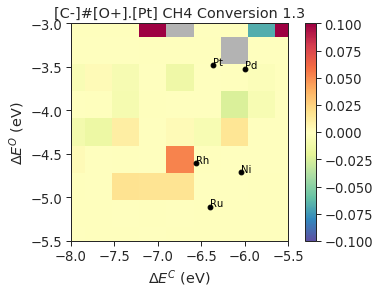 [C-]#[O+].[Pt] CH4 Conversion 1.3
−3.0
−3.5
−4.0
−4.5
−5.0
−5.5
ΔE^O (eV)
Pt
Pd
Rh
Ni
Ru
−8.0 −7.5 −7.0 −6.5 −6.0 −5.5
ΔE^C (eV)
0.100
0.075
0.050
0.025
0.000
−0.025
−0.050
−0.075
−0.100